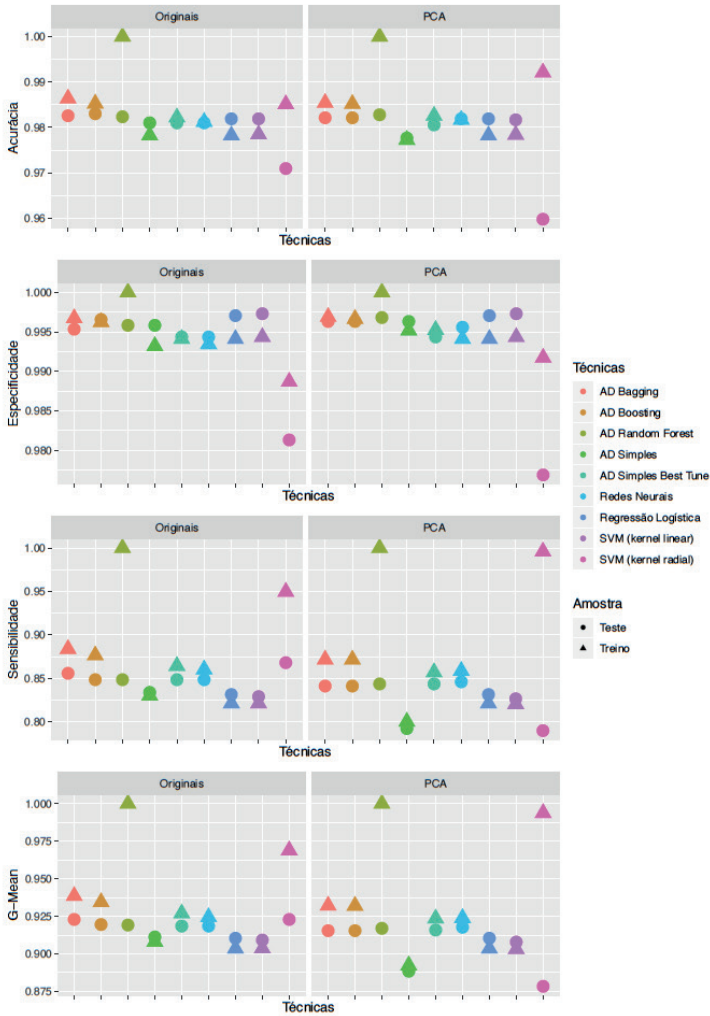 Originais
PCA
1.00
0.99
0.98
0.97
0.96
Acurácia
Técnicas
Originais
PCA
1.000
0.995
0.990
0.985
0.980
Especificidade
Técnicas
Originais
PCA
1.00
0.95
0.90
0.85
0.80
Sensibilidade
Técnicas
Originais
PCA
1.000
0.975
0.950
0.925
0.900
0.875
G-Mean
Técnicas
Técnicas
AD Bagging
AD Boosting
AD Random Forest
AD Simples
AD Simples Best Tune
Redes Neurais
Regressão Logística
SVM (kernel linear)
SVM (kernel radial)
Amostra
Teste
Treino